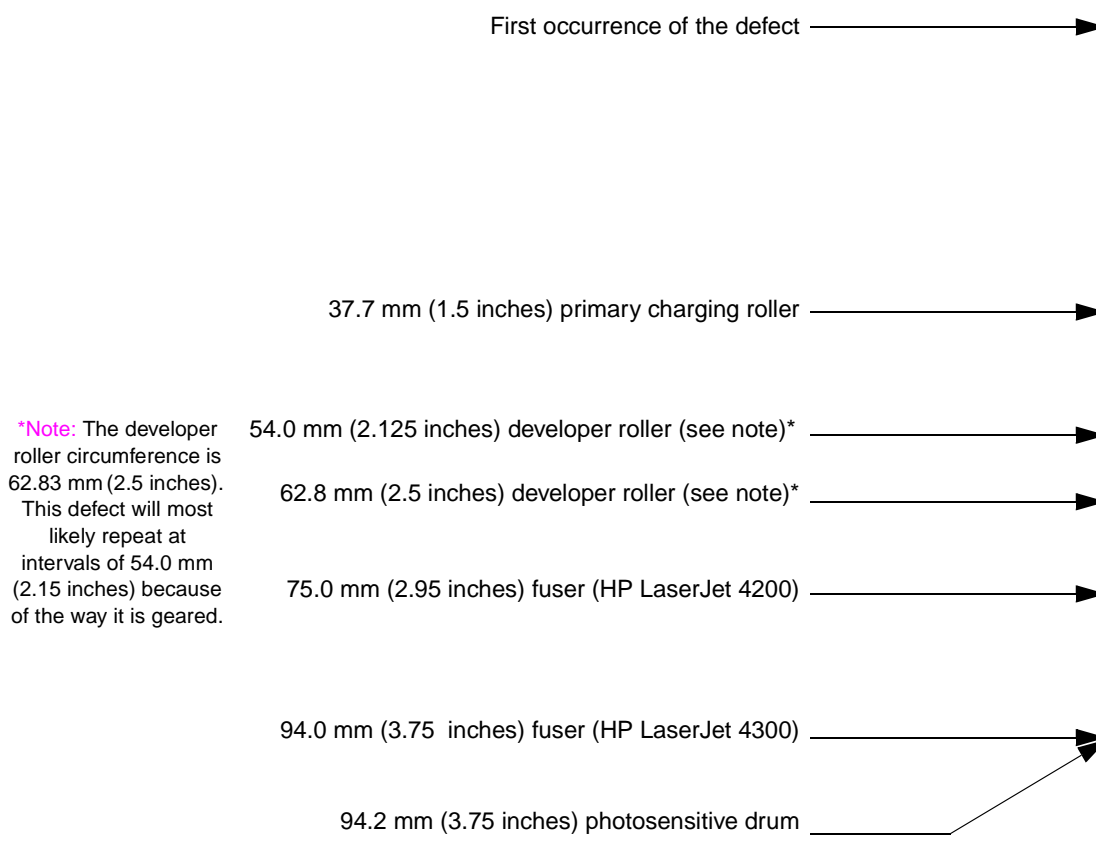 First occurrence of the defect
37.7 mm (1.5 inches) primary charging roller
*Note: The developer
roller circumference is
62.83 mm (2.5 inches).
This defect will most
likely repeat at
intervals of 54.0 mm
(2.15 inches) because
of the way it is geared.
54.0 mm (2.125 inches) developer roller (see note)*
62.8 mm (2.5 inches) developer roller (see note)*
75.0 mm (2.95 inches) fuser (HP LaserJet 4200)
94.0 mm (3.75 inches) fuser (HP LaserJet 4300)
94.2 mm (3.75 inches) photosensitive drum